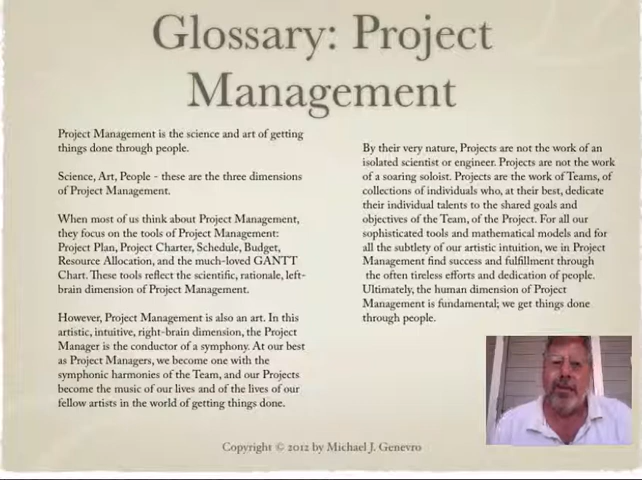 Glossary: Project
Management
Project Management is the science and art of getting
things done through people.
Science, Art, People - these are the three dimensions
of Project Management.
When most of us think about Project Management,
they focus on the tools of Project Management:
Project Plan, Project Charter, Schedule, Budget,
Resource Allocation, and the much-loved GANTT
Chart. These tools reflect the scientific, rationale, left-
brain dimension of Project Management.
However, Project Management is also an art. In this
artistic, intuitive, right-brain dimension, the Project
Manager is the conductor of a symphony. At our best
as Project Managers, we become one with the
symphonic harmonies of the Team, and our Projects
become the music of our lives and of the lives of our
fellow artists in the world of getting things done.
By their very nature, Projects are not the work of an
isolated scientist or engineer. Projects are not the work
of a soaring soloist. Projects are the work of Teams, of
collections of individuals who, at their best, dedicate
their individual talents to the shared goals and
objectives of the Team, of the Project. For all our
sophisticated tools and mathematical models and for
all the subtlety of our artistic intuition, we in Project
Management find success and fulfillment through
the often tireless efforts and dedication of people.
Ultimately, the human dimension of Project
Management is fundamental; we get things done
through people.
Copyright © 2012 by Michael J. Genevro